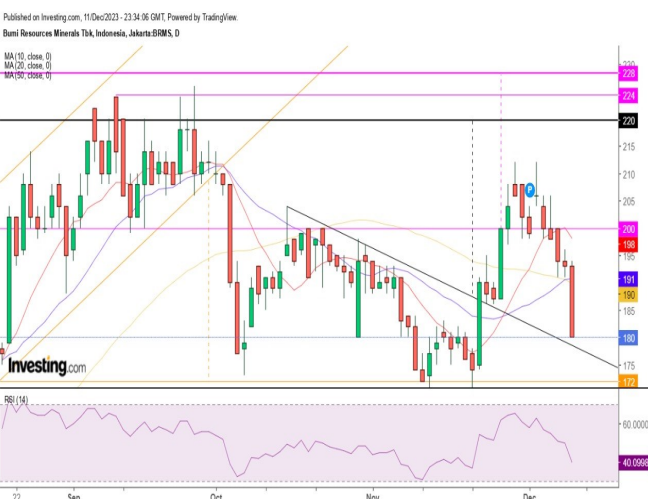 Published on Investing.com, 11/Dec/2023 - 23:34:06 GMT, Powered by TradingView.
Bumi Resources Minerals Tbk, Indonesia, Jakarta:BRMS, D
MA (10, close, 0)
MA (20, close, 0)
MA (50, close, 0)
230
228
224
220
215
210
205
200
198
195
191
190
185
180
175
172
P
Investing.com
RSI (14)
60.0000
40.0998
22
Sep
Oct
Nov
Dec